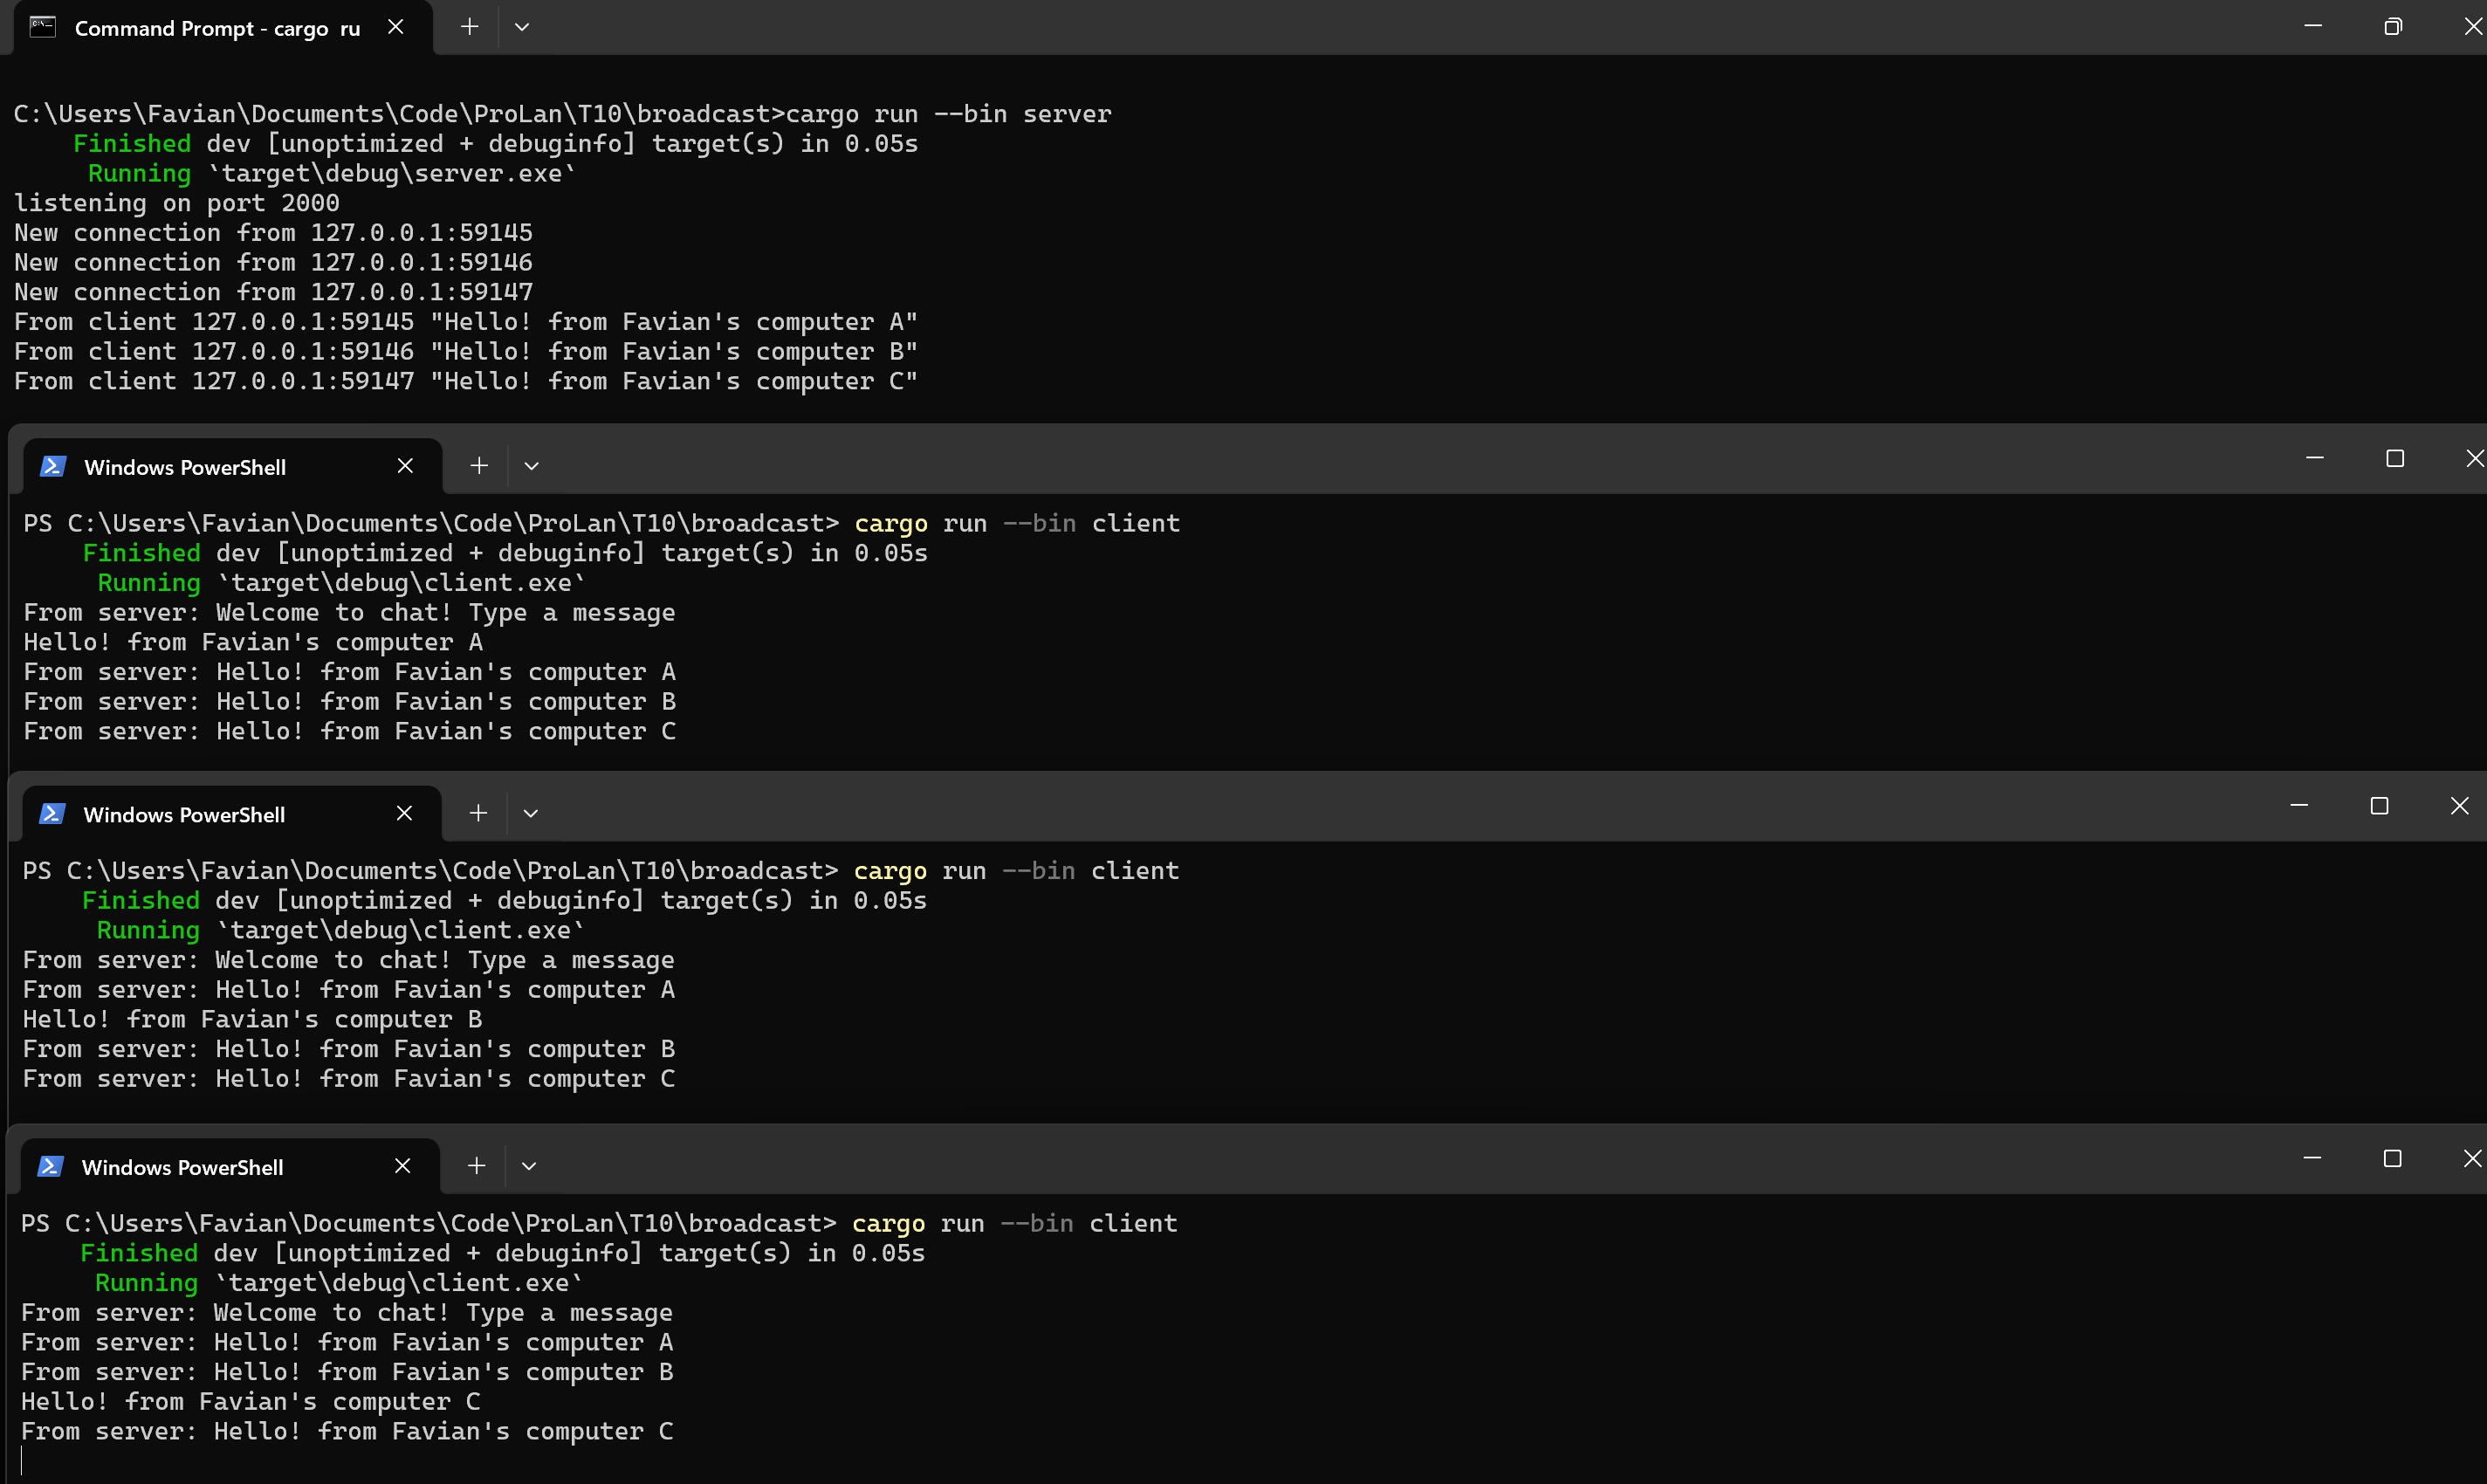 Command Prompt - cargo  ru
C:\Users\Favian\Documents\Code\ProLan\T10\broadcast>cargo run --bin server
Finished dev [unoptimized + debuginfo] target(s) in 0.05s
Running `target\debug\server.exe`
listening on port 2000
New connection from 127.0.0.1:59145
New connection from 127.0.0.1:59146
New connection from 127.0.0.1:59147
From client 127.0.0.1:59145 "Hello! from Favian's computer A"
From client 127.0.0.1:59146 "Hello! from Favian's computer B"
From client 127.0.0.1:59147 "Hello! from Favian's computer C"
Windows PowerShell
PS C:\Users\Favian\Documents\Code\ProLan\T10\broadcast> cargo run --bin client
Finished dev [unoptimized + debuginfo] target(s) in 0.05s
Running `target\debug\client.exe`
From server: Welcome to chat! Type a message
Hello! from Favian's computer A
From server: Hello! from Favian's computer A
From server: Hello! from Favian's computer B
From server: Hello! from Favian's computer C
Windows PowerShell
PS C:\Users\Favian\Documents\Code\ProLan\T10\broadcast> cargo run --bin client
Finished dev [unoptimized + debuginfo] target(s) in 0.05s
Running `target\debug\client.exe`
From server: Welcome to chat! Type a message
From server: Hello! from Favian's computer A
Hello! from Favian's computer B
From server: Hello! from Favian's computer B
From server: Hello! from Favian's computer C
Windows PowerShell
PS C:\Users\Favian\Documents\Code\ProLan\T10\broadcast> cargo run --bin client
Finished dev [unoptimized + debuginfo] target(s) in 0.05s
Running `target\debug\client.exe`
From server: Welcome to chat! Type a message
From server: Hello! from Favian's computer A
From server: Hello! from Favian's computer B
Hello! from Favian's computer C
From server: Hello! from Favian's computer C